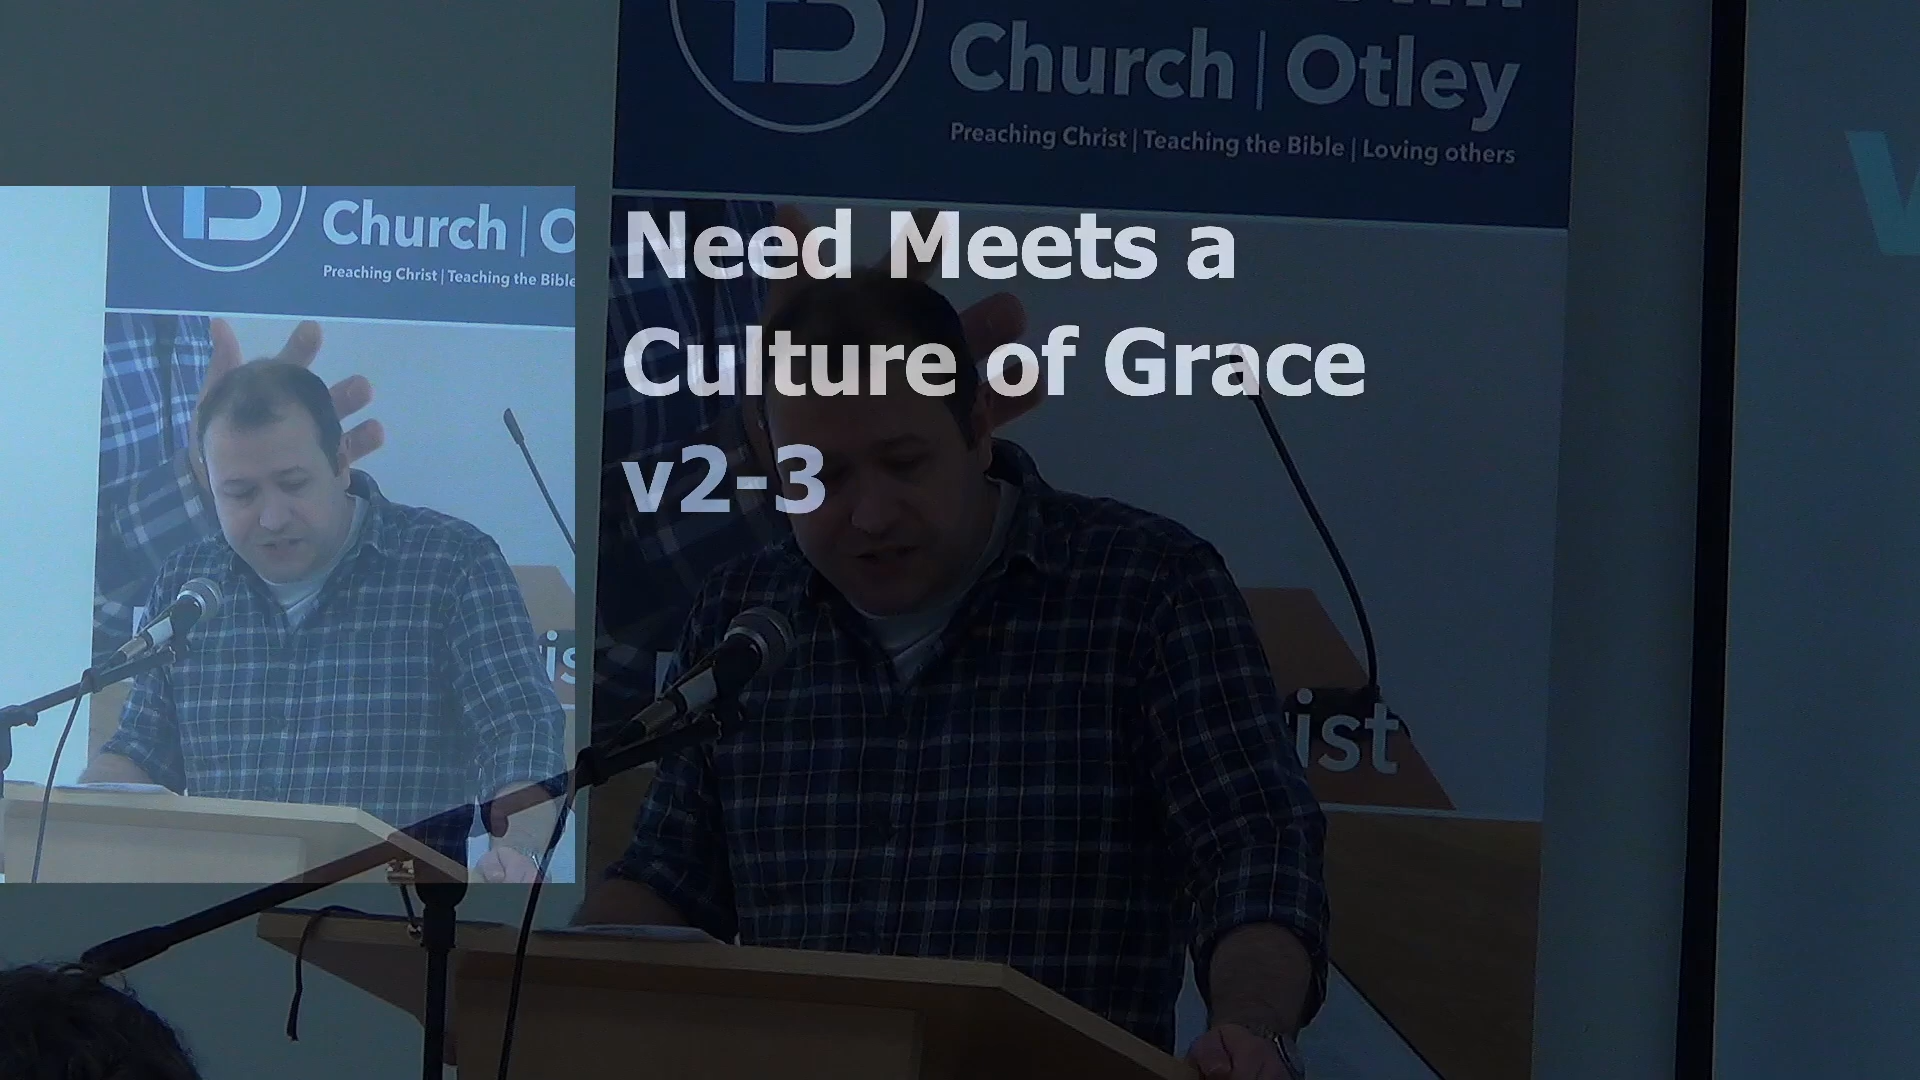 Church | Otley
Preaching Christ | Teaching the Bible | Loving others
Church | O
Preaching Christ | Teaching the Bible
Need Meets a
Culture of Grace
v2-3
is
ist